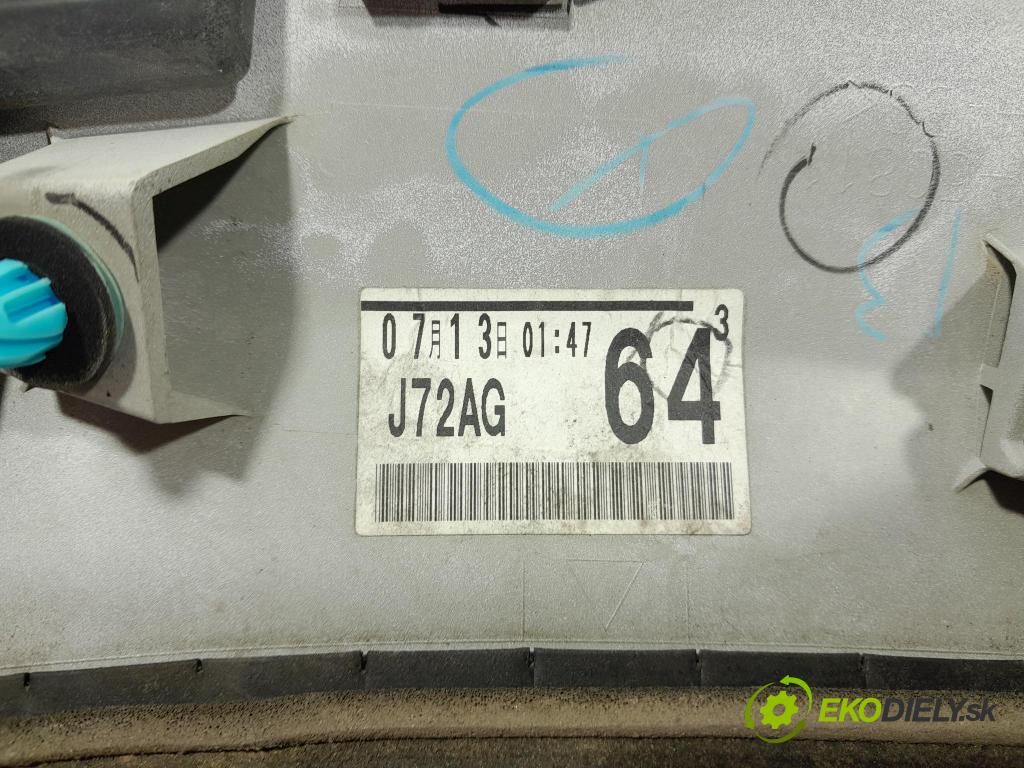 07月13日 01:47
64 3
J72AG
EKODIELY.sk